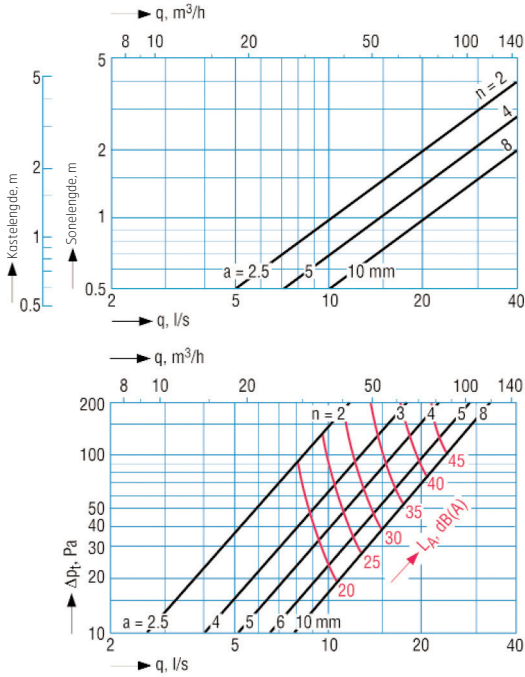 q, m³/h
8 10 20 50 100 140
5 5
n = 2
4
8
2 2
1 1
a = 2.5 5 10 mm
0.5 0.5
Kastelengde, m
Sonelengde, m
2 5 10 20 40
q, l/s
q, m³/h
8 10 20 50 100 140
200
n = 2 3 4 5 8
100
45
50
40
40
35
30
30
25
20
20
L_A, dB(A)
Δp_t, Pa
10
a = 2.5 4 5 6 10 mm
2 5 10 20 40
q, l/s